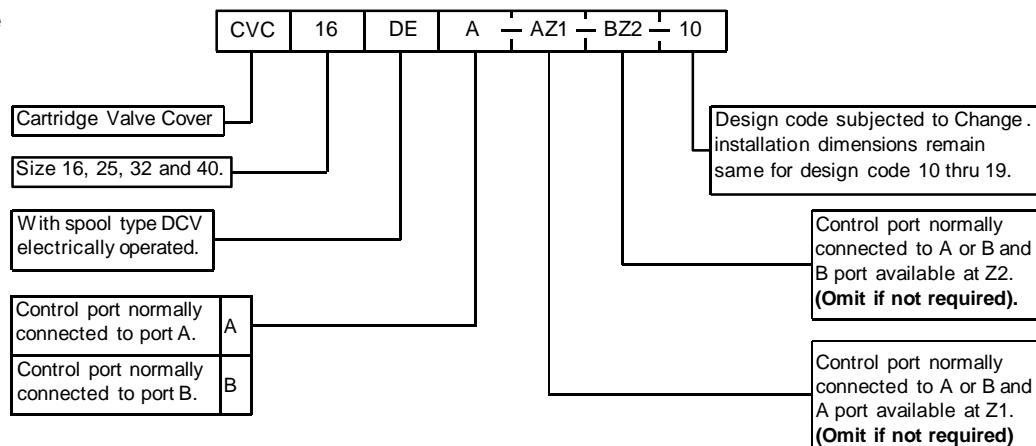 CVC 16 DE A – AZ1 – BZ2 – 10
Cartridge Valve Cover
Size 16, 25, 32 and 40.
With spool type DCV
electrically operated.
Control port normally
connected to port A.
A
Control port normally
connected to port B.
B
Design code subjected to Change .
installation dimensions remain
same for design code 10 thru 19.
Control port normally
connected to A or B and
B port available at Z2.
(Omit if not required).
Control port normally
connected to A or B and
A port available at Z1.
(Omit if not required)